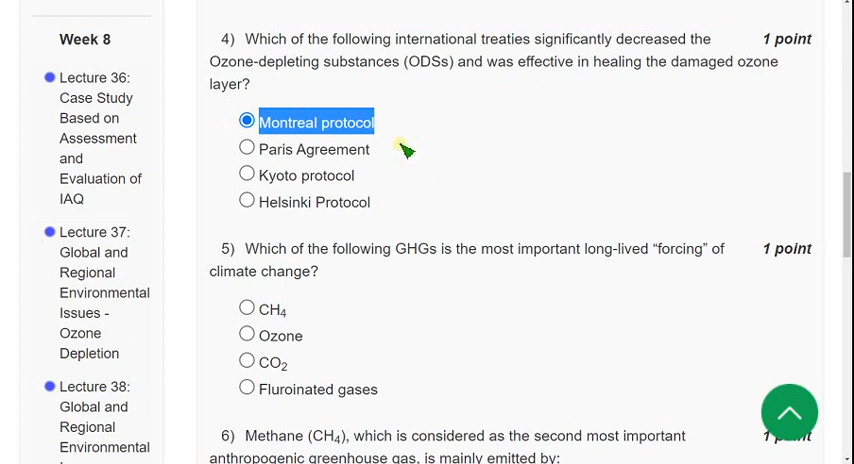 Week 8
Lecture 36:
Case Study
Based on
Assessment
and
Evaluation of
IAQ
Lecture 37:
Global and
Regional
Environmental
Issues -
Ozone
Depletion
Lecture 38:
Global and
Regional
Environmental
4) Which of the following international treaties significantly decreased the 1 point
Ozone-depleting substances (ODSs) and was effective in healing the damaged ozone
layer?
Montreal protocol
Paris Agreement
Kyoto protocol
Helsinki Protocol
5) Which of the following GHGs is the most important long-lived “forcing” of 1 point
climate change?
CH4
Ozone
CO2
Fluroinated gases
6) Methane (CH4), which is considered as the second most important 1 point
anthropogenic greenhouse gas, is mainly emitted by: